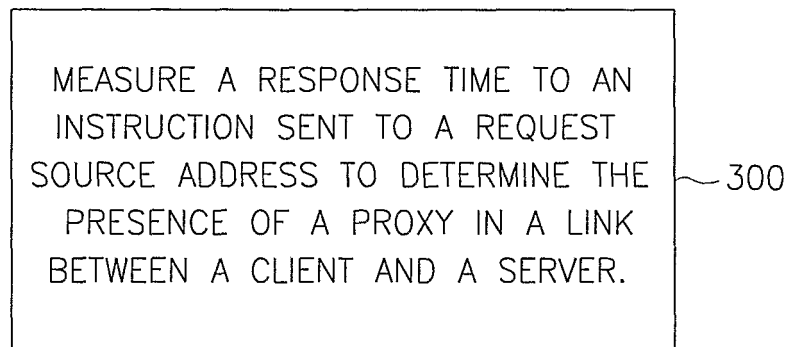 MEASURE A RESPONSE TIME TO AN
INSTRUCTION SENT TO A REQUEST
SOURCE ADDRESS TO DETERMINE THE
PRESENCE OF A PROXY IN A LINK
BETWEEN A CLIENT AND A SERVER.
300